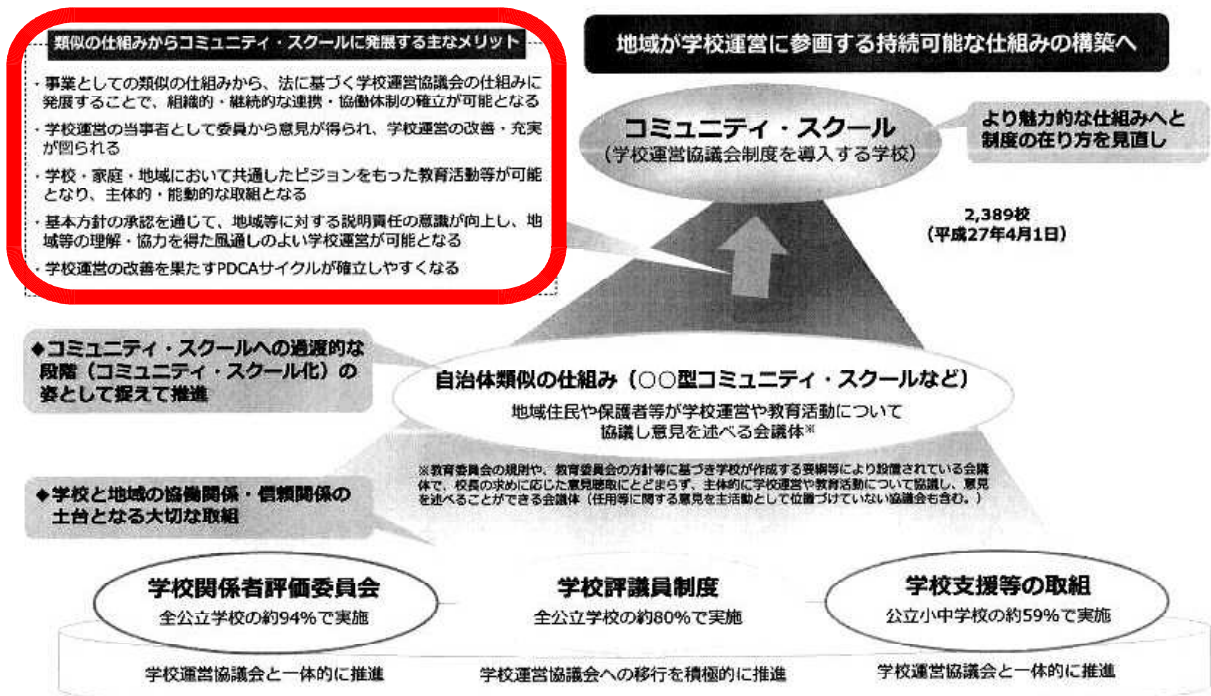 類似の仕組みからコミュニティ・スクールに発展する主なメリット
・事業としての類似の仕組みから、法に基づく学校運営協議会の仕組みに
発展することで、組織的・継続的な連携・協働体制の確立が可能となる
・学校運営の当事者として委員から意見が得られ、学校運営の改善・充実
が図られる
・学校・家庭・地域において共通したビジョンをもった教育活動等が可能
となり、主体的・能動的な取組となる
・基本方針の承認を通じて、地域等に対する説明責任の意識が向上し、地
域等の理解・協力を得た風通しのよい学校運営が可能となる
・学校運営の改善を果たすPDCAサイクルが確立しやすくなる
地域が学校運営に参画する持続可能な仕組みの構築へ
コミュニティ・スクール
(学校運営協議会制度を導入する学校)
より魅力的な仕組みへと
制度の在り方を見直し
2,389校
(平成27年4月1日)
◆コミュニティ・スクールへの過渡的な
段階(コミュニティ・スクール化)の
姿として捉えて推進
自治体類似の仕組み(○○型コミュニティ・スクールなど)
地域住民や保護者等が学校運営や教育活動について
協議し意見を述べる会議体※
※教育委員会の規則や、教育委員会の方針等に基づき学校が作成する要綱等により設置されている会議
体で、校長の求めに応じた意見聴取にとどまらず、主体的に学校運営や教育活動について協議し、意見
を述べることができる会議体(任用等に関する意見を主活動として位置づけていない協議会も含む。)
◆学校と地域の協働関係・信頼関係の
土台となる大切な取組
学校関係者評価委員会
全公立学校の約94%で実施
学校運営協議会と一体的に推進
学校評議員制度
全公立学校の約80%で実施
学校運営協議会への移行を積極的に推進
学校支援等の取組
公立小中学校の約59%で実施
学校運営協議会と一体的に推進